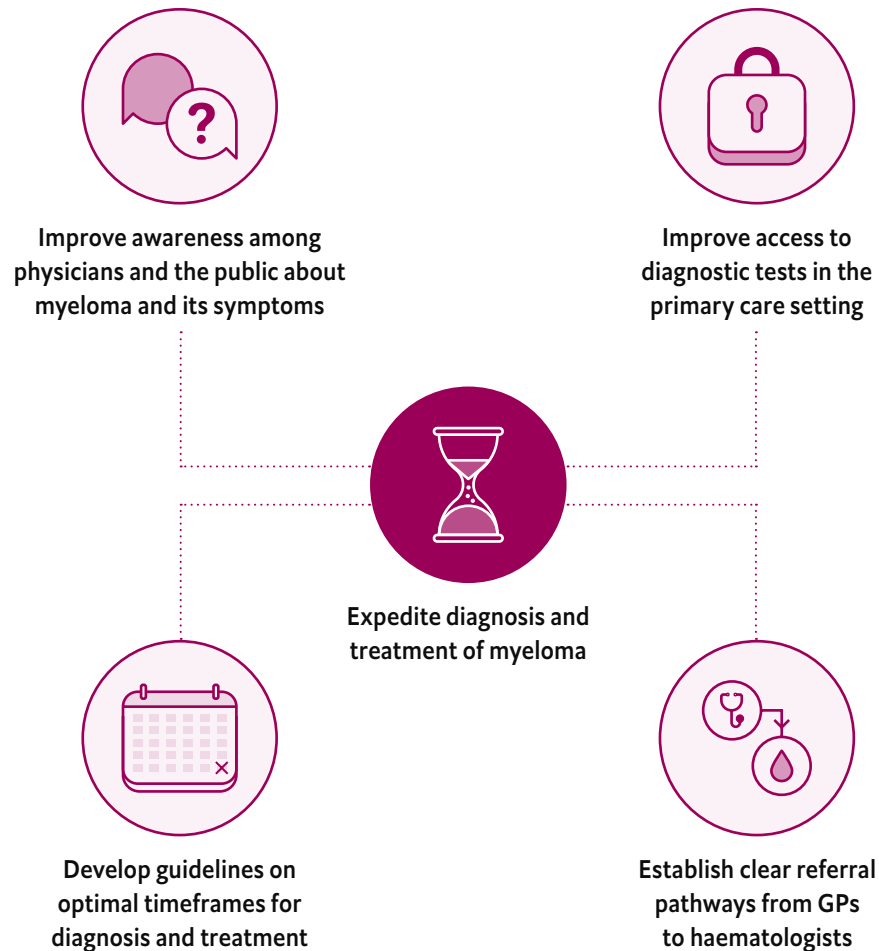 ?
Improve awareness among
physicians and the public about
myeloma and its symptoms
Improve access to
diagnostic tests in the
primary care setting
Expedite diagnosis and
treatment of myeloma
Develop guidelines on
optimal timeframes for
diagnosis and treatment
Establish clear referral
pathways from GPs
to haematologists